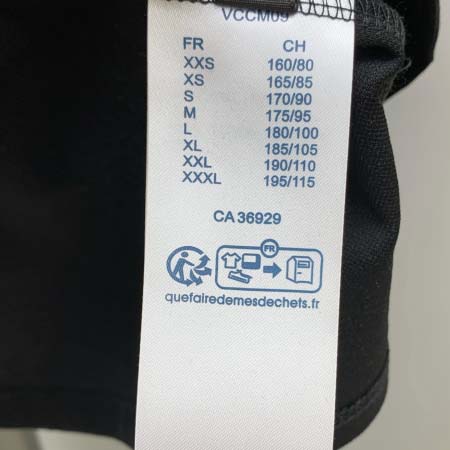 VCCM09
FR CH
XXS 160/80
XS 165/85
S 170/90
M 175/95
L 180/100
XL 185/105
XXL 190/110
XXXL 195/115
CA 36929
FR
quefairedemesdechets.fr